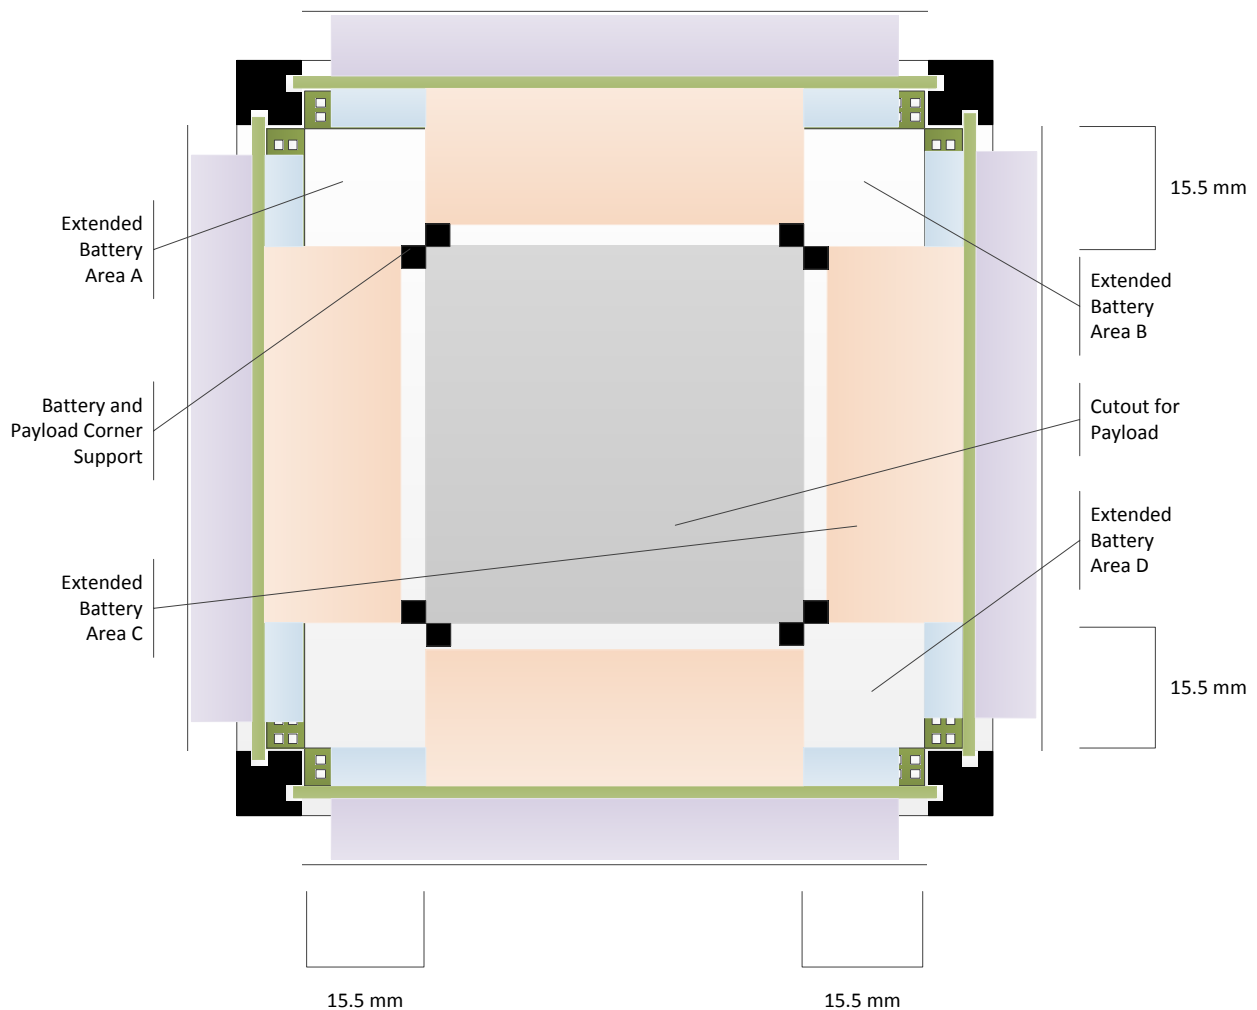 15.5 mm
Extended
Battery
Area A
Extended
Battery
Area B
Battery and
Payload Corner
Support
Cutout for
Payload
Extended
Battery
Area D
Extended
Battery
Area C
15.5 mm
15.5 mm
15.5 mm